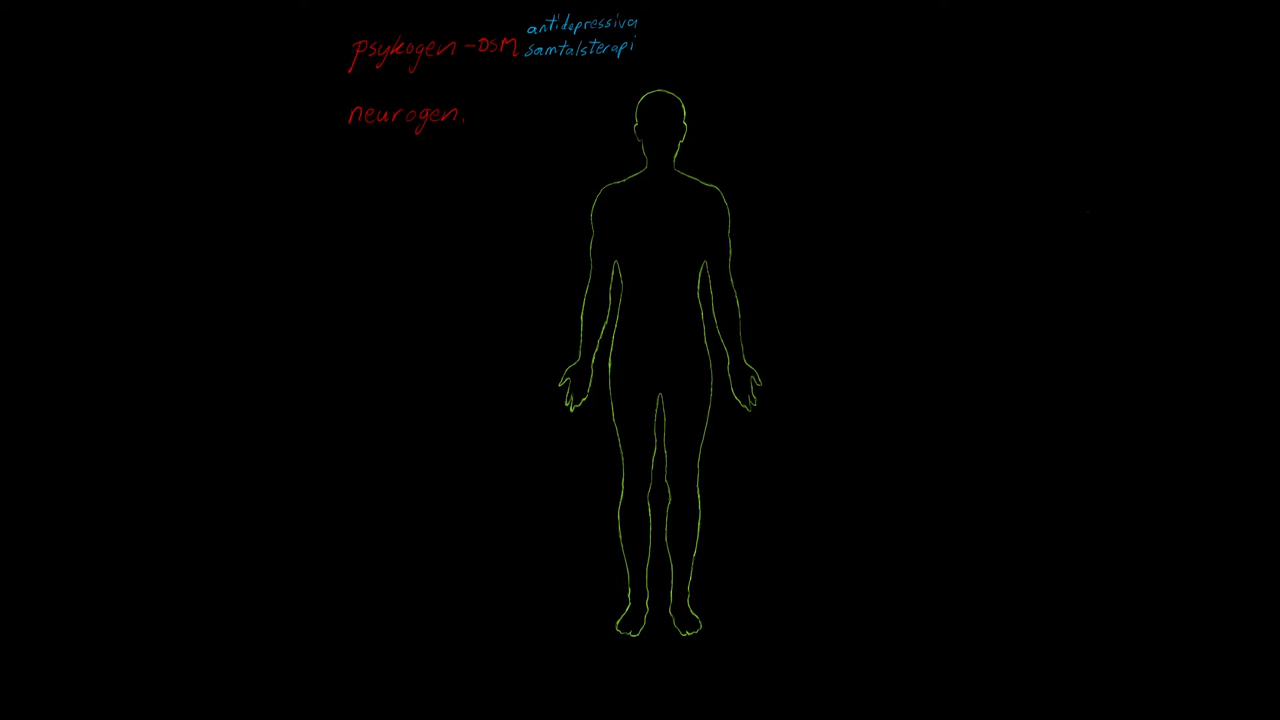 antidepressiva
psykogen - DSM samtalsterapi
neurogen.